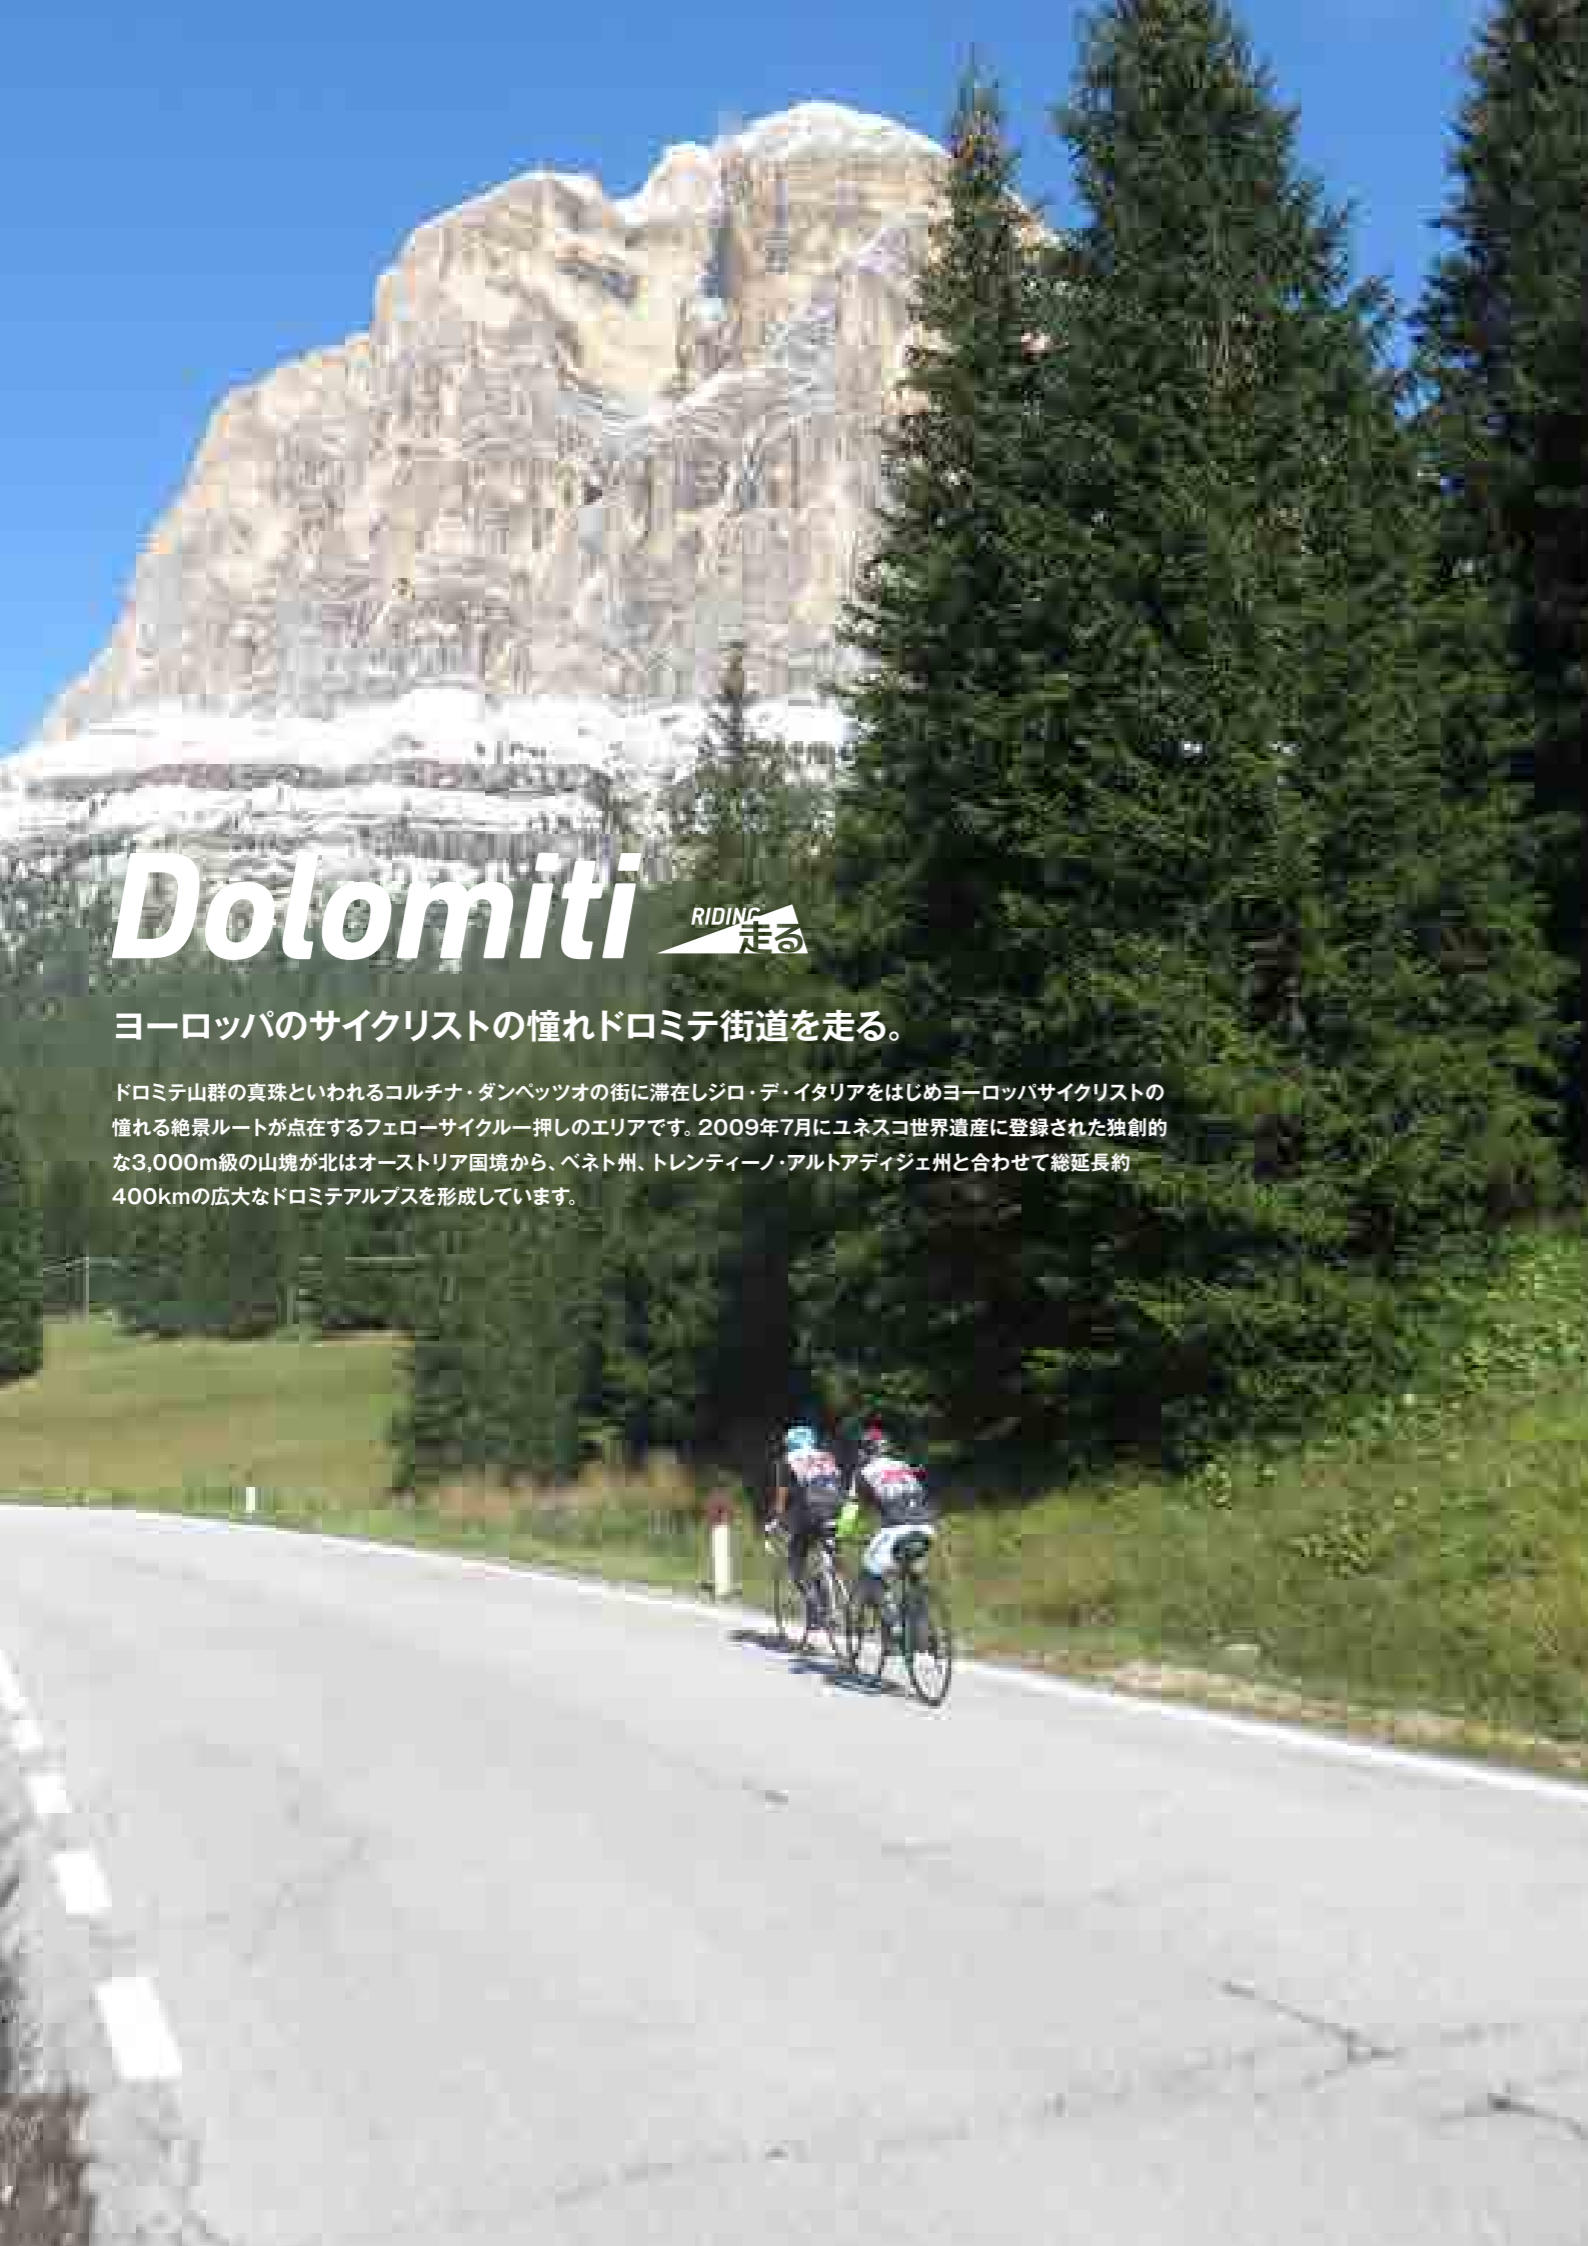 Dolomiti
RIDING
走る
ヨーロッパのサイクリストの憧れドロミテ街道を走る。
ドロミテ山群の真珠といわれるコルチナ・ダンペッツオの街に滞在しジロ・デ・イタリアをはじめヨーロッパサイクリストの
憧れる絶景ルートが点在するフェローサイクル一押しのエリアです。2009年7月にユネスコ世界遺産に登録された独創的
な3,000m級の山塊が北はオーストリア国境から、ベネト州、トレンティーノ・アルトアディジェ州と合わせて総延長約
400kmの広大なドロミテアルプスを形成しています。